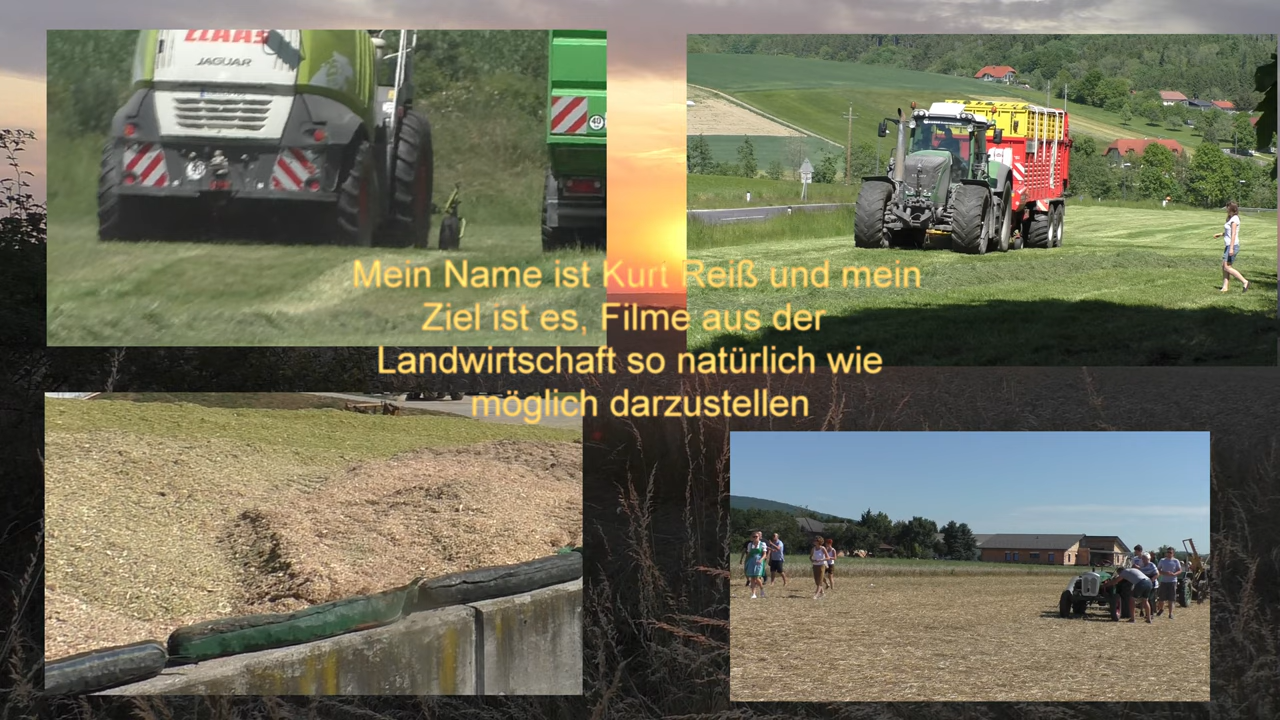 CLAAS
JAGUAR
40
Mein Name ist Kurt Reiß und mein
Ziel ist es, Filme aus der
Landwirtschaft so natürlich wie
möglich darzustellen